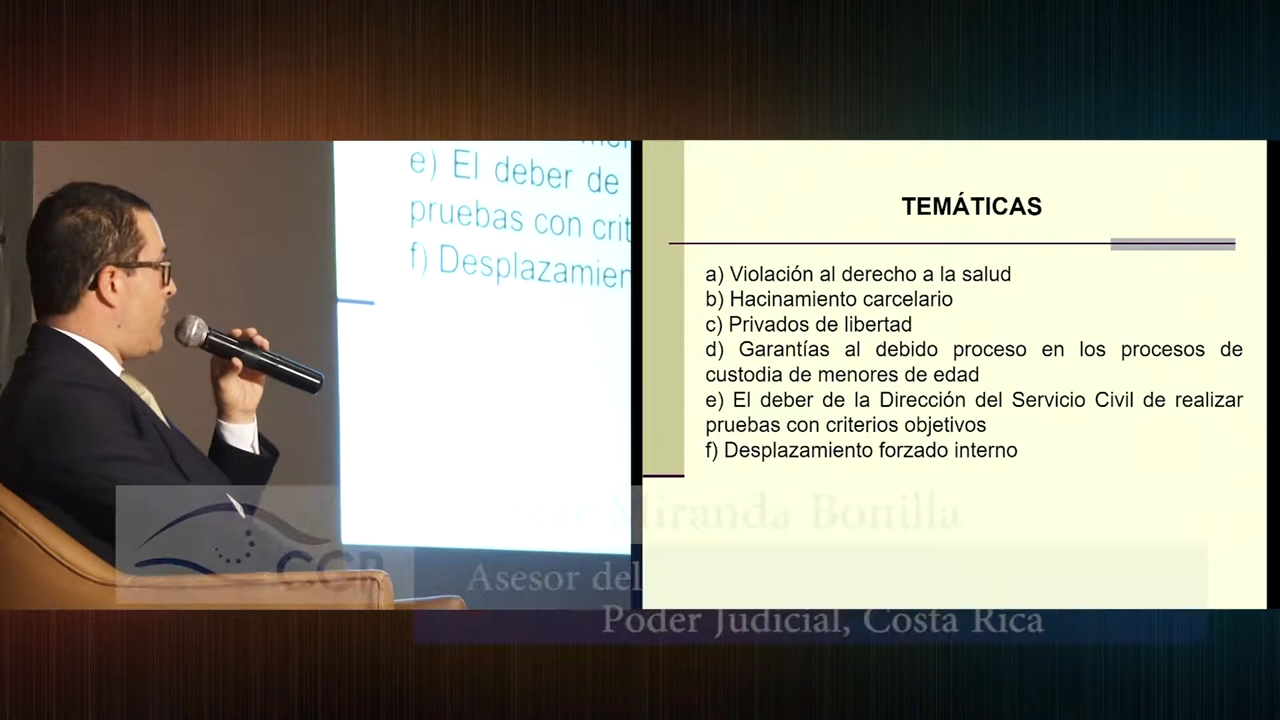 e) El deber de
pruebas con
f) Desplazamien
TEMÁTICAS
a) Violación al derecho a la salud
b) Hacinamiento carcelario
c) Privados de libertad
d) Garantías al debido proceso en los procesos de
custodia de menores de edad
e) El deber de la Dirección del Servicio Civil de realizar
pruebas con criterios objetivos
f) Desplazamiento forzado interno
Miranda Bonilla
Asesor del
Poder Judicial, Costa Rica